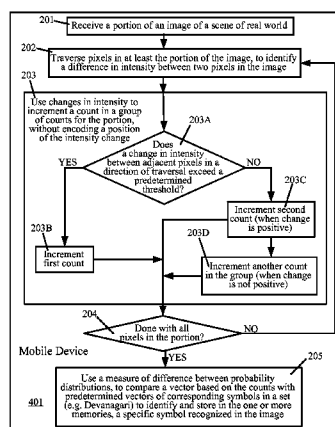 201
Receive a portion of an image of a scene of real world
202
Traverse pixels in at least the portion of the image, to identify
a difference in intensity between two pixels in the image
203
Use changes in intensity to
increment a count in a group
of counts for the portion,
without encoding a position
of the intensity change
203A
Does
a change in intensity
between adjacent pixels in a
direction of traversal exceed a
predetermined
threshold?
YES
NO
203C
Increment second
count (when change
is positive)
203B
Increment
first count
203D
Increment another count
in the group (when change
is not positive)
204
Done with all
pixels in the portion?
NO
Mobile Device
YES
205
401
Use a measure of difference between probability
distributions, to compare a vector based on the counts with
predetermined vectors of corresponding symbols in a set
(e.g. Devanagari) to identify and store in the one or more
memories, a specific symbol recognized in the image